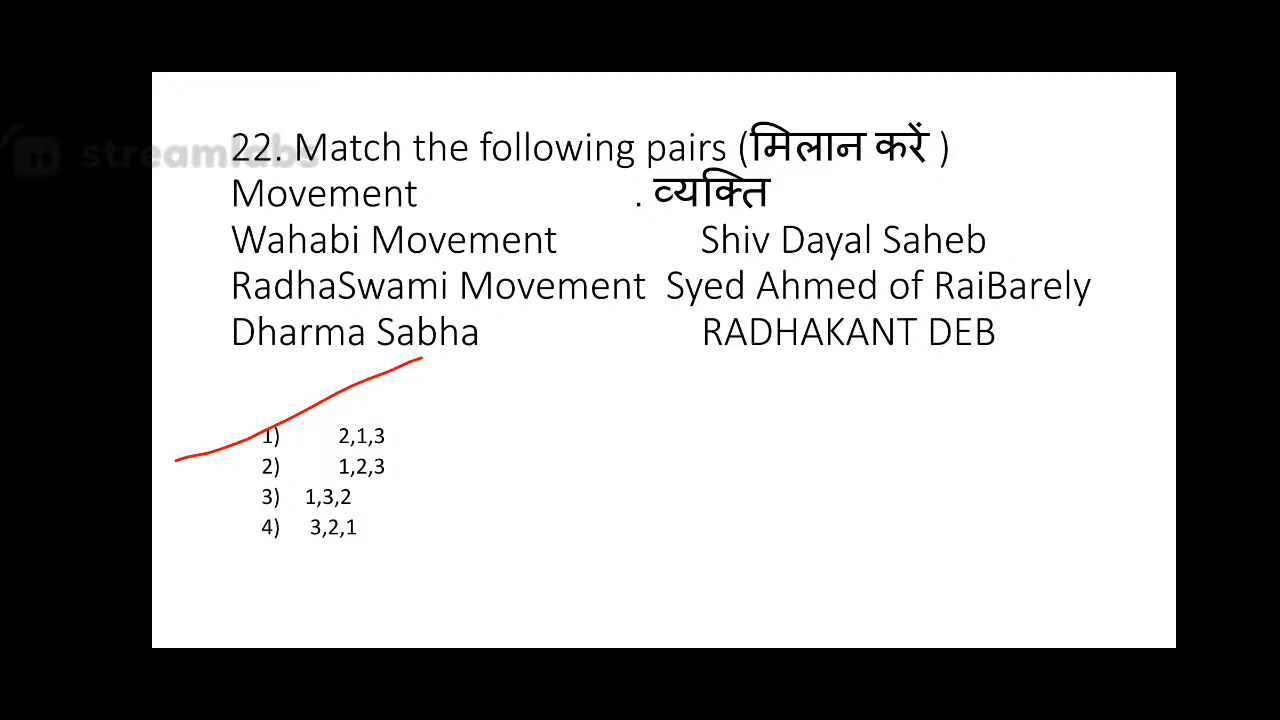 streamlabs
22. Match the following pairs (मिलान करें )
Movement . व्यक्ति
Wahabi Movement Shiv Dayal Saheb
RadhaSwami Movement Syed Ahmed of RaiBarely
Dharma Sabha RADHAKANT DEB
1) 2,1,3
2) 1,2,3
3) 1,3,2
4) 3,2,1